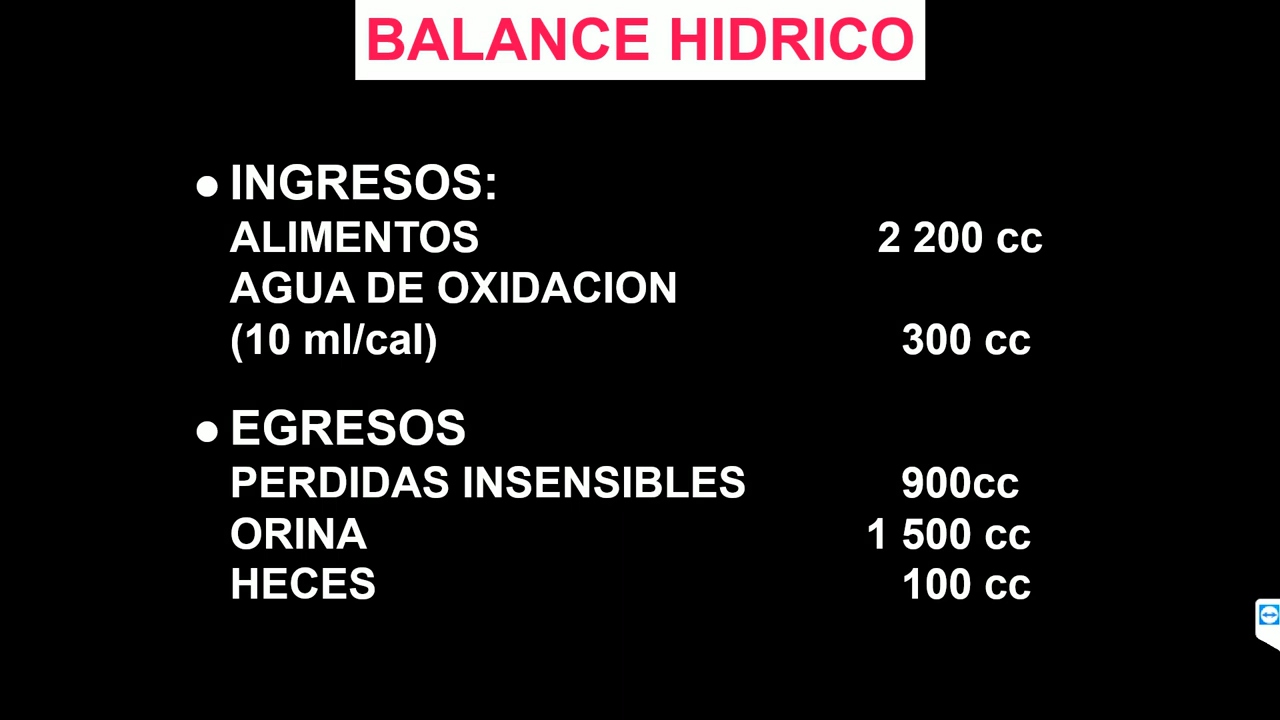 BALANCE HIDRICO
● INGRESOS:
ALIMENTOS 2 200 cc
AGUA DE OXIDACION
(10 ml/cal) 300 cc
● EGRESOS
PERDIDAS INSENSIBLES 900cc
ORINA 1 500 cc
HECES 100 cc